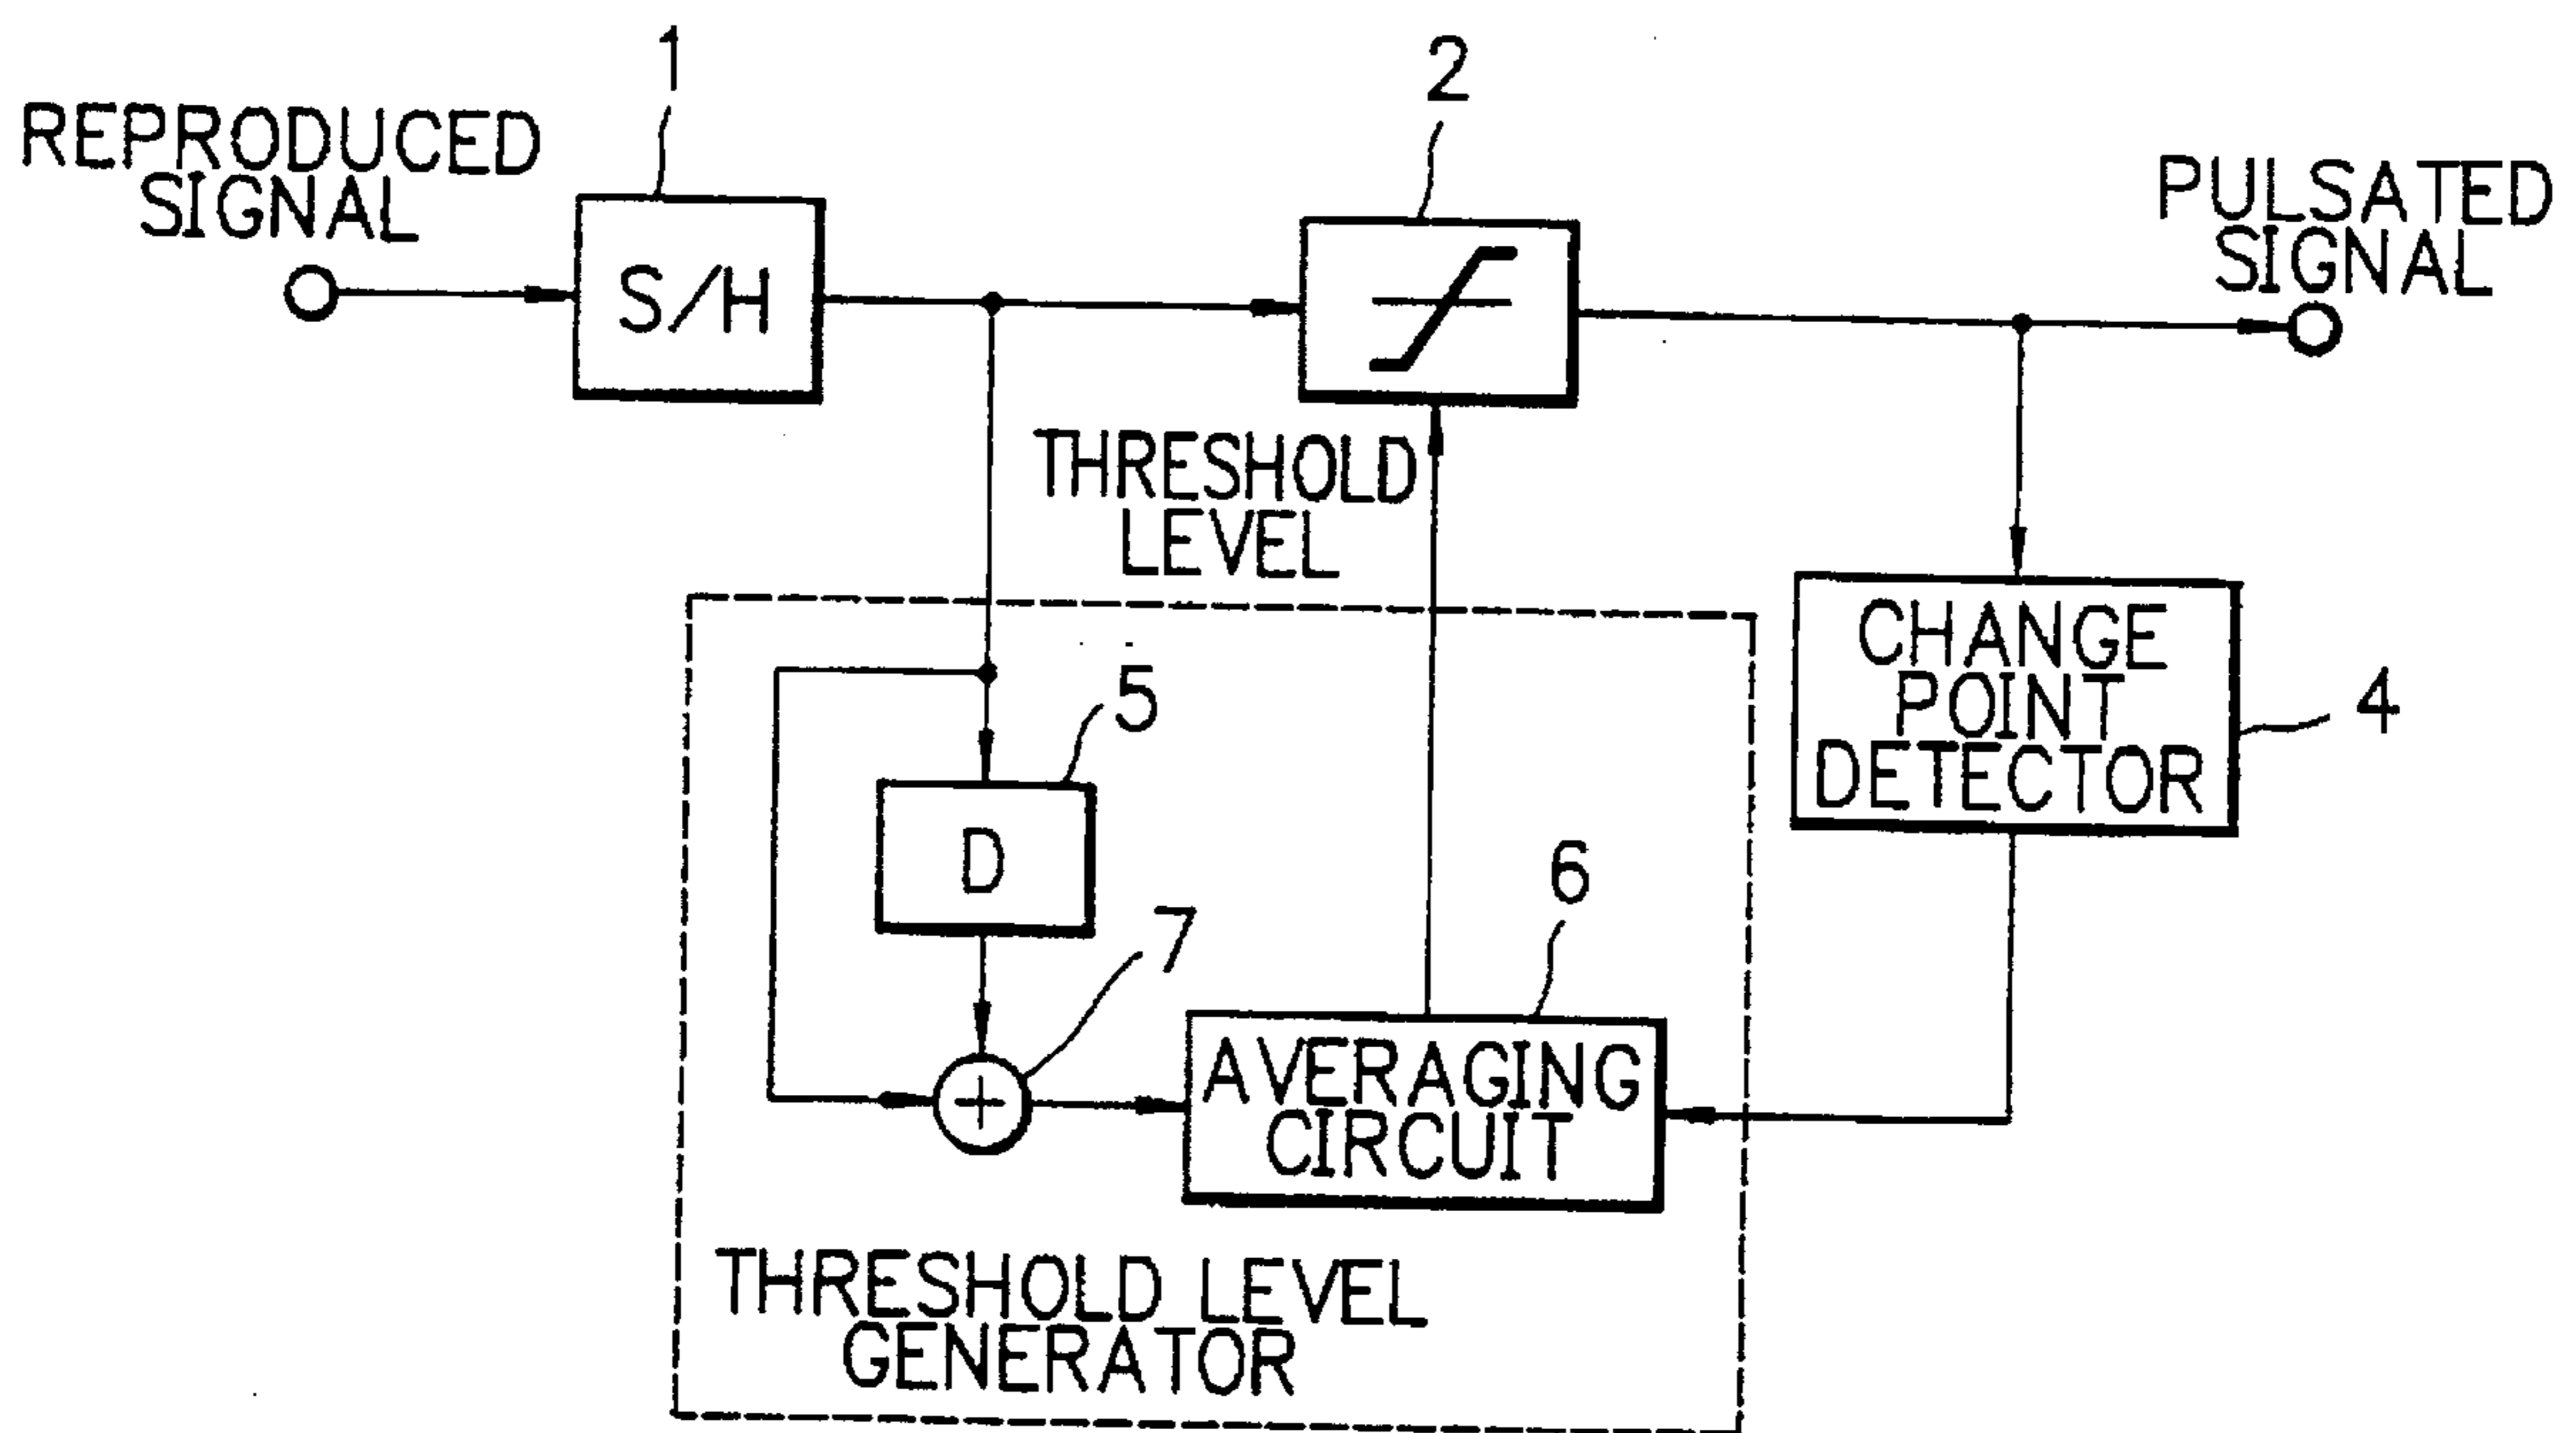 1
2
REPRODUCED
SIGNAL
PULSATED
SIGNAL
S/H
THRESHOLD
LEVEL
CHANGE
POINT
DETECTOR
4
5
D
6
7
+
AVERAGING
CIRCUIT
THRESHOLD LEVEL
GENERATOR